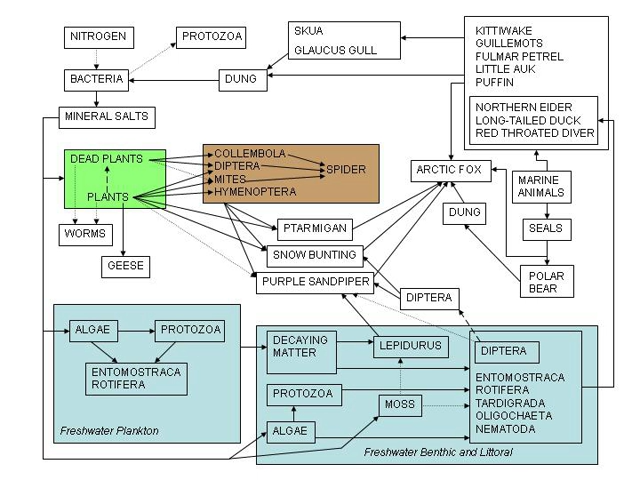 NITROGEN
PROTOZOA
SKUA
GLAUCUS GULL
KITTIWAKE
GUILLEMOTS
FULMAR PETREL
LITTLE AUK
PUFFIN
BACTERIA
DUNG
MINERAL SALTS
NORTHERN EIDER
LONG-TAILED DUCK
RED THROATED DIVER
DEAD PLANTS
PLANTS
COLLEMBOLA
DIPTERA
MITES
HYMENOPTERA
SPIDER
ARCTIC FOX
MARINE
ANIMALS
DUNG
SEALS
WORMS
PTARMIGAN
SNOW BUNTING
GEESE
PURPLE SANDPIPER
POLAR
BEAR
DIPTERA
ALGAE
PROTOZOA
ENTOMOSTRACA
ROTIFERA
Freshwater Plankton
DECAYING
MATTER
LEPIDURUS
DIPTERA
PROTOZOA
MOSS
ALGAE
ENTOMOSTRACA
ROTIFERA
TARDIGRADA
OLIGOCHAETA
NEMATODA
Freshwater Benthic and Littoral